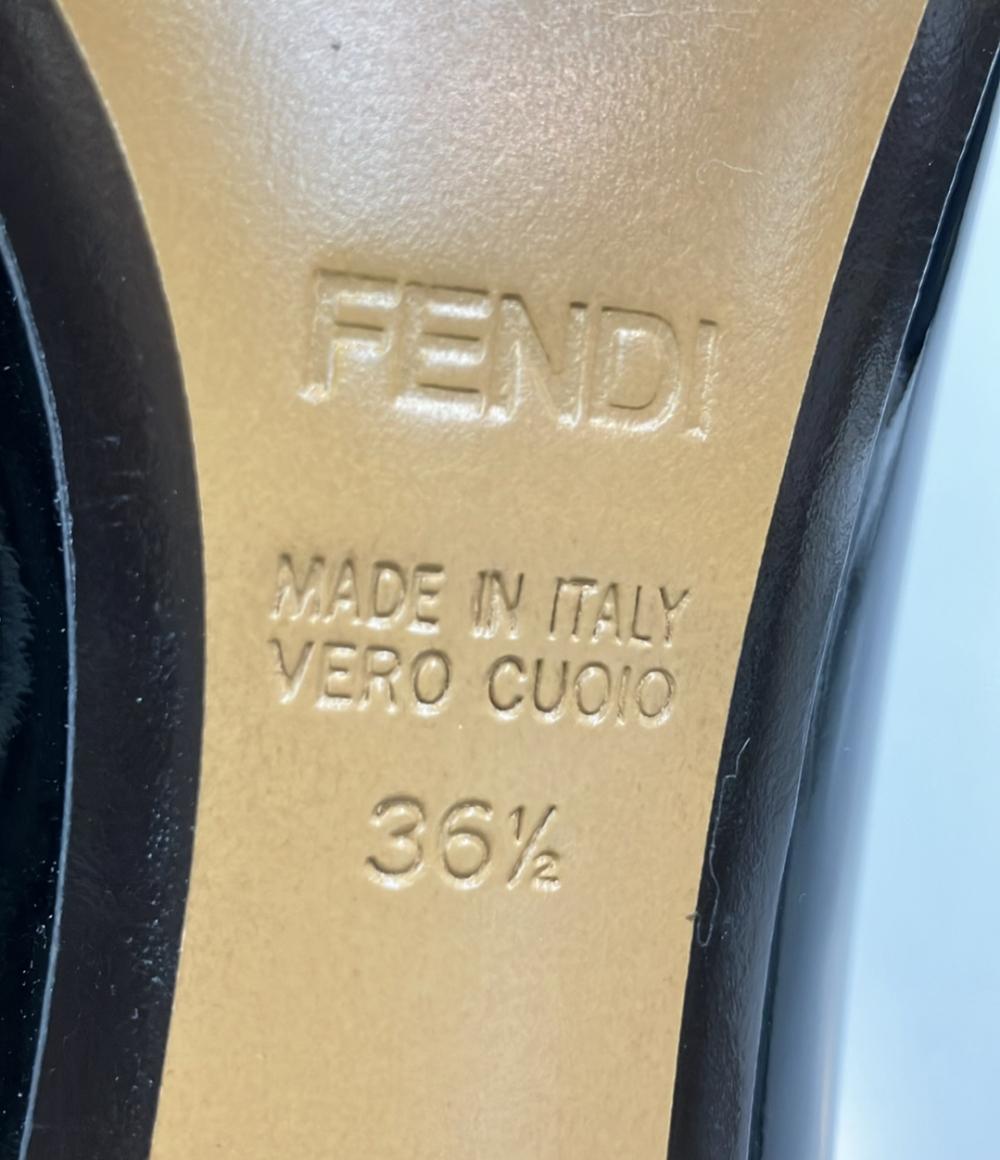 FENDI
MADE IN ITALY
VERO CUOIO
36½